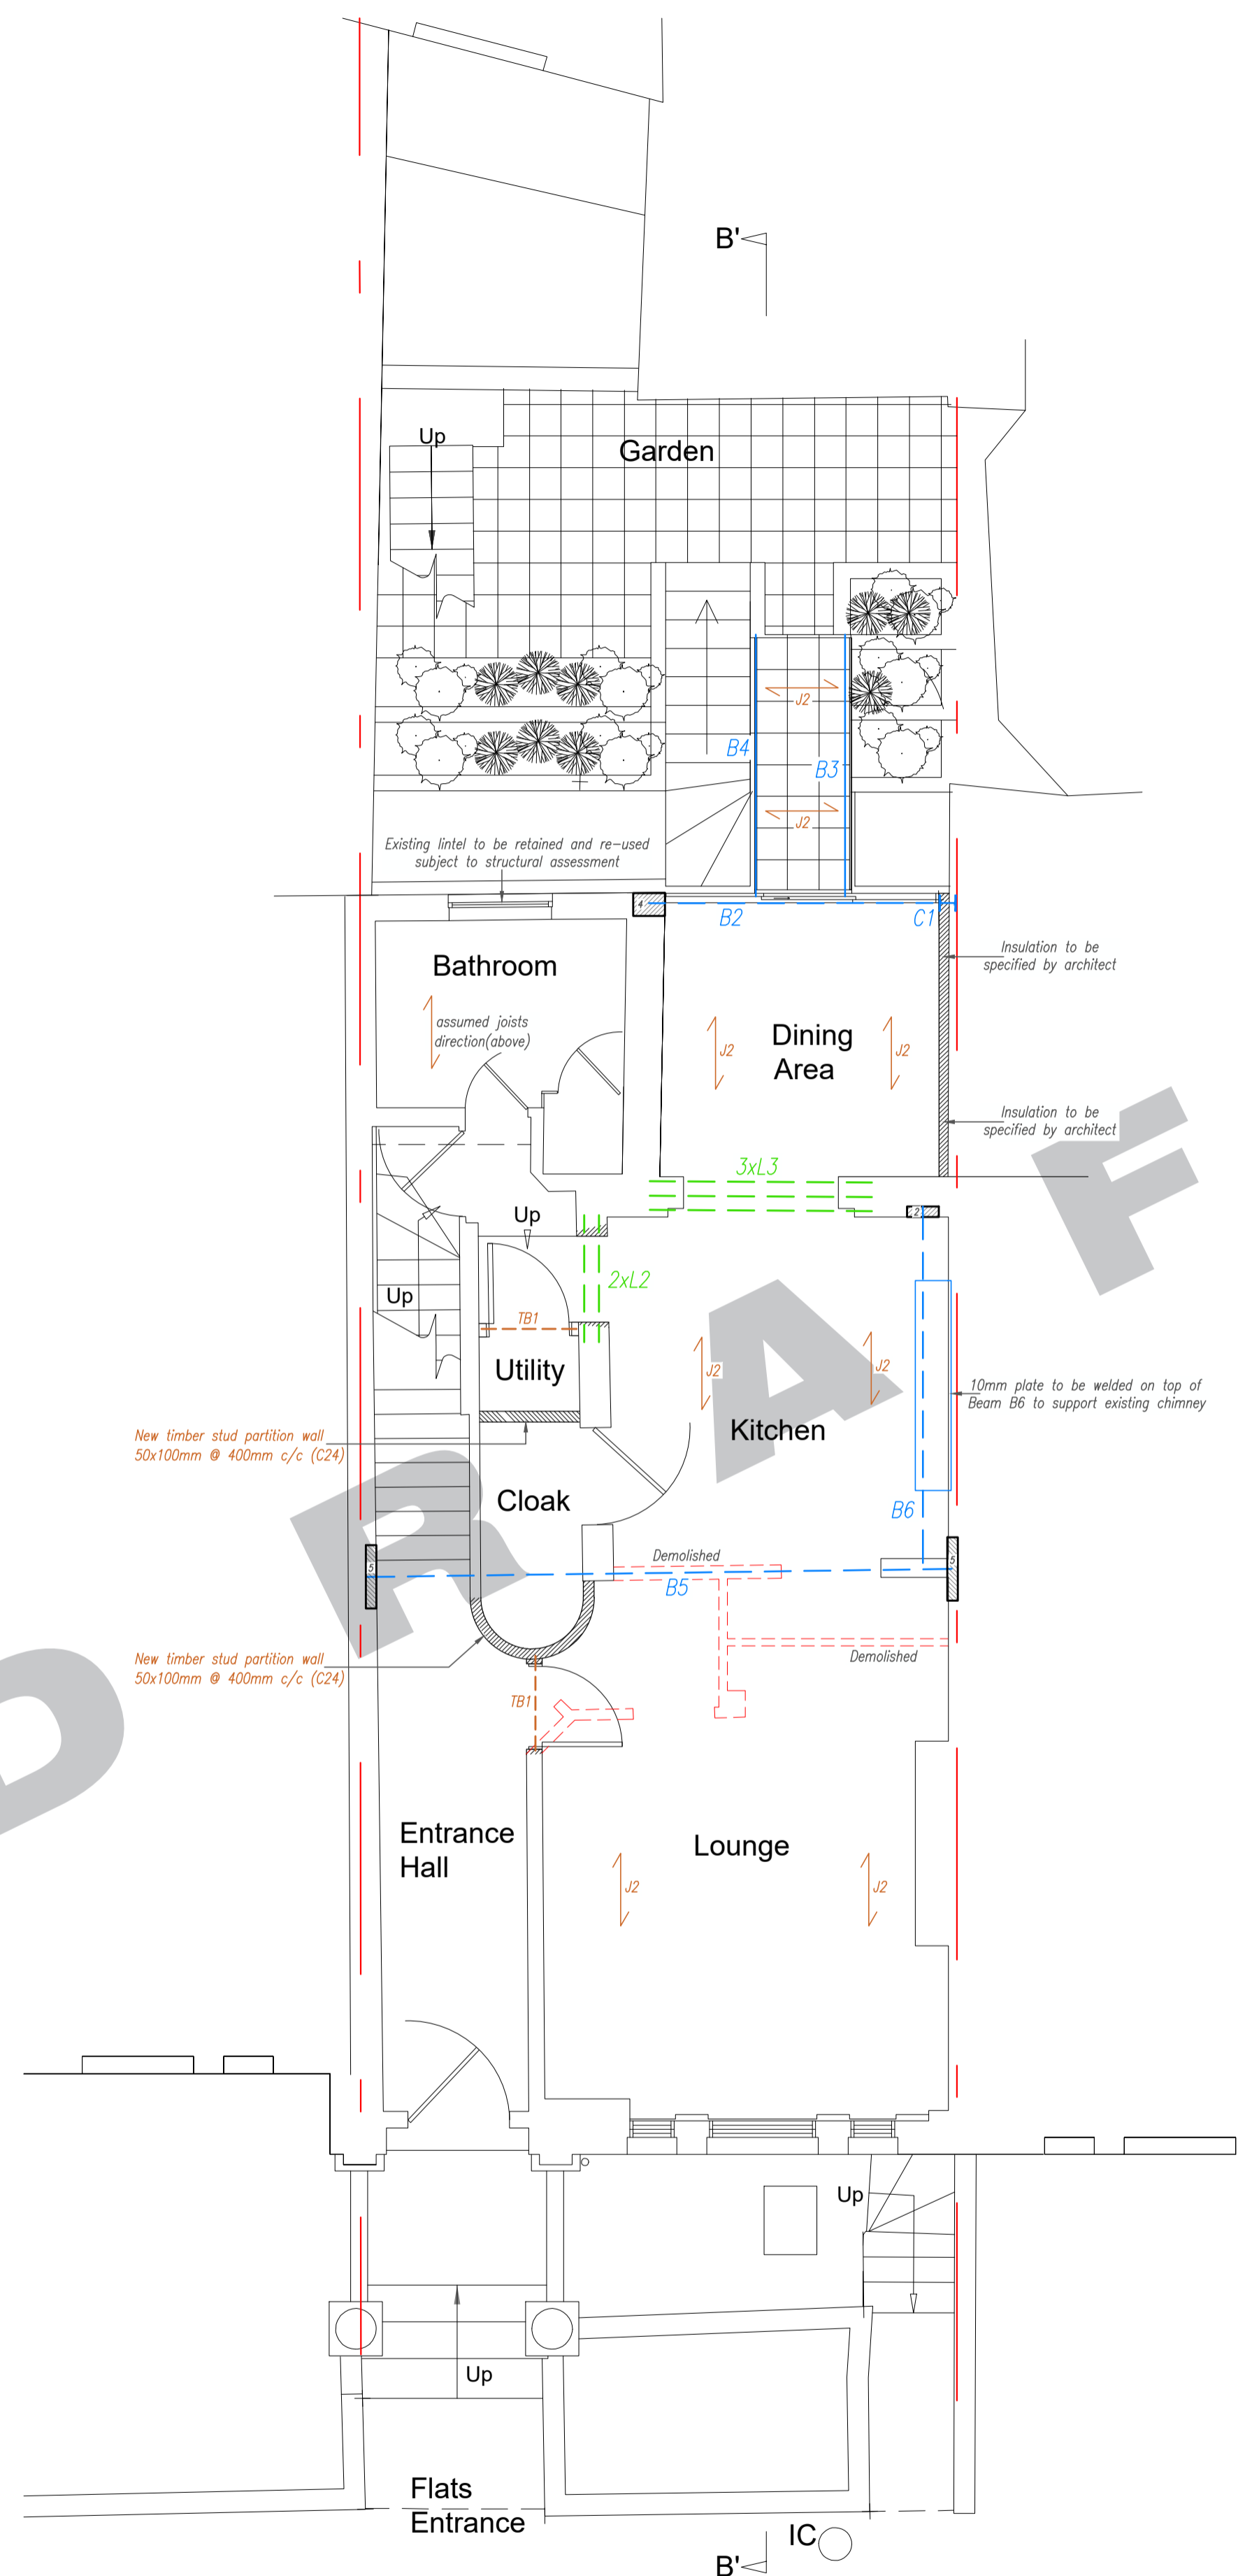 B'
Up
Garden
J2
B4
B3
J2
Existing lintel to be retained and re-used
subject to structural assessment
4
B2
C1
Insulation to be
specified by architect
Bathroom
assumed joists
direction(above)
J2
Dining
Area
J2
Insulation to be
specified by architect
3xL3
2
Up
2xL2
Up
TB1
Utility
J2
J2
10mm plate to be welded on top of
Beam B6 to support existing chimney
Kitchen
New timber stud partition wall
50x100mm @ 400mm c/c (C24)
Cloak
B6
Demolished
5
B5
5
New timber stud partition wall
50x100mm @ 400mm c/c (C24)
Demolished
TB1
Entrance
Hall
Lounge
J2
J2
Up
Up
Flats
Entrance
IC
B'
D R A F